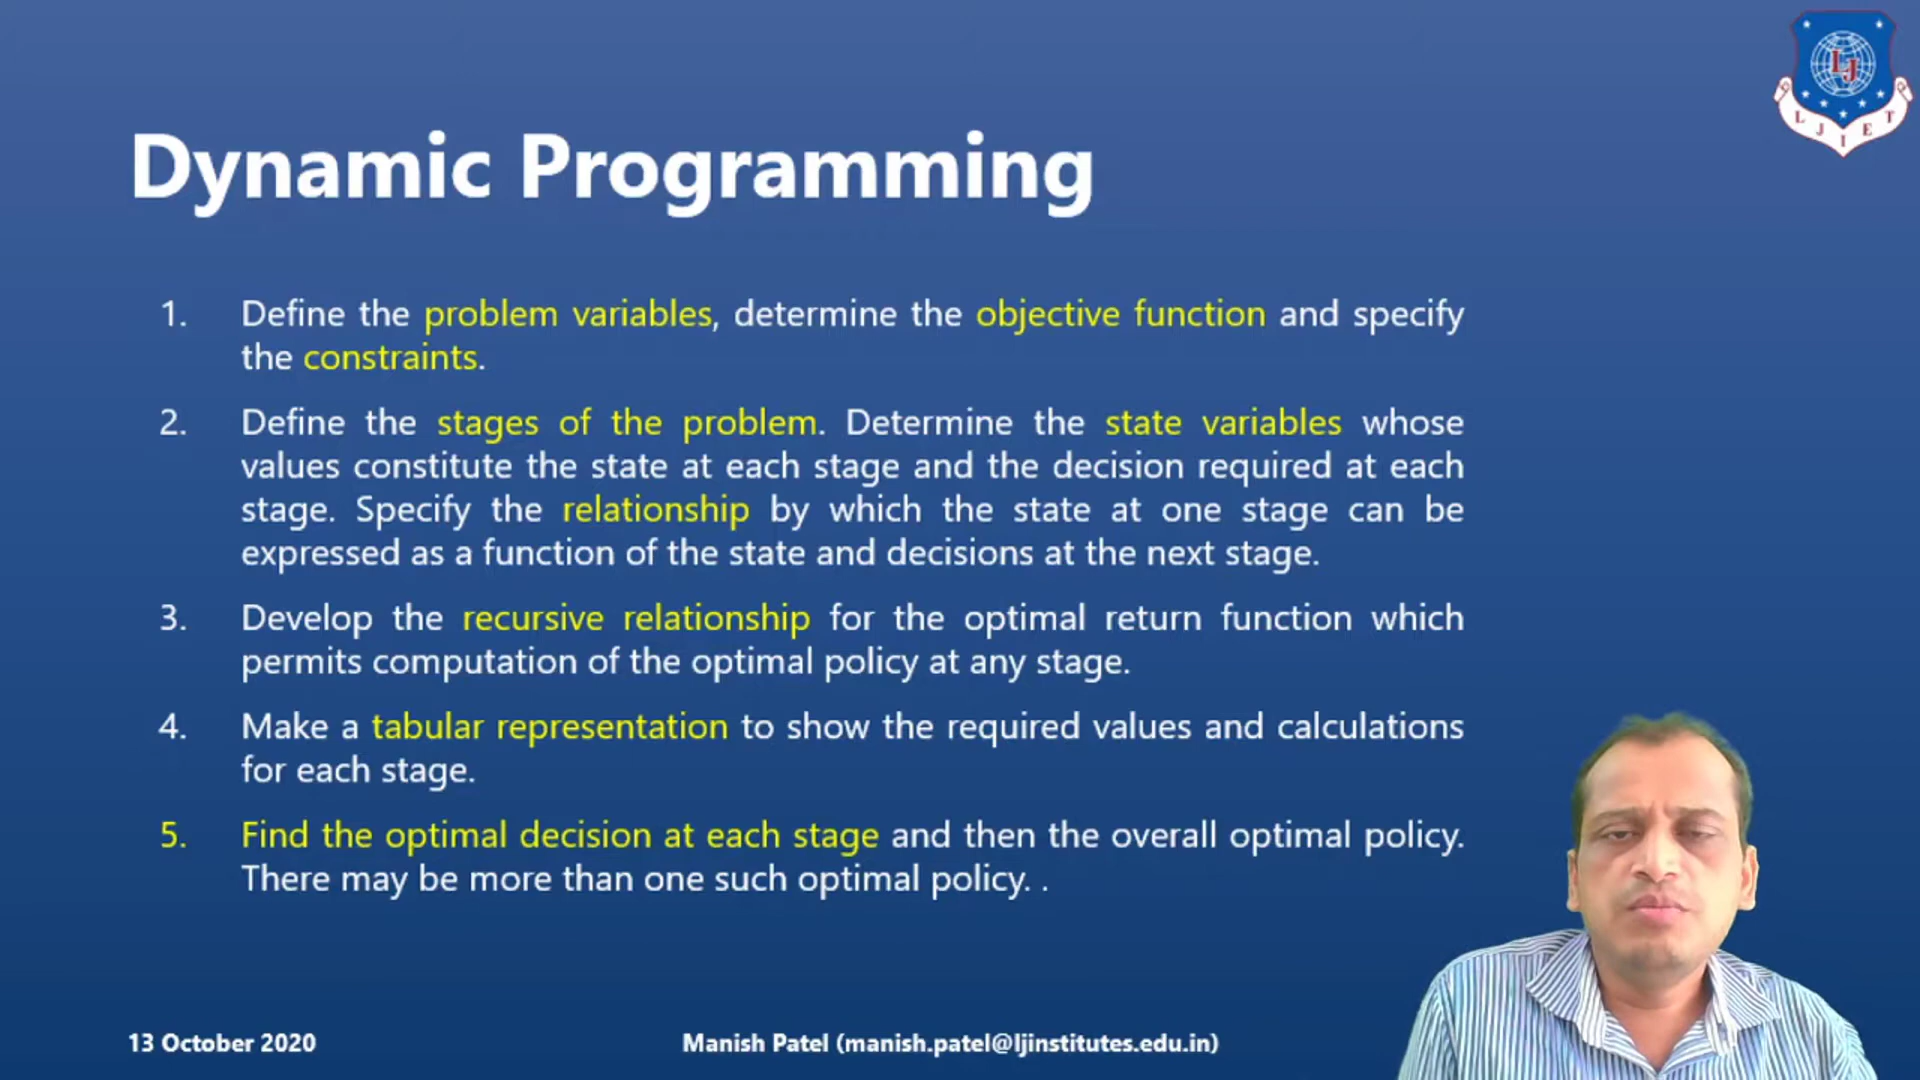 Dynamic Programming
1. Define the problem variables, determine the objective function and specify
the constraints.
2. Define the stages of the problem. Determine the state variables whose
values constitute the state at each stage and the decision required at each
stage. Specify the relationship by which the state at one stage can be
expressed as a function of the state and decisions at the next stage.
3. Develop the recursive relationship for the optimal return function which
permits computation of the optimal policy at any stage.
4. Make a tabular representation to show the required values and calculations
for each stage.
5. Find the optimal decision at each stage and then the overall optimal policy.
There may be more than one such optimal policy. .
13 October 2020
Manish Patel (manish.patel@ljinstitutes.edu.in)
LJ
L J I E T